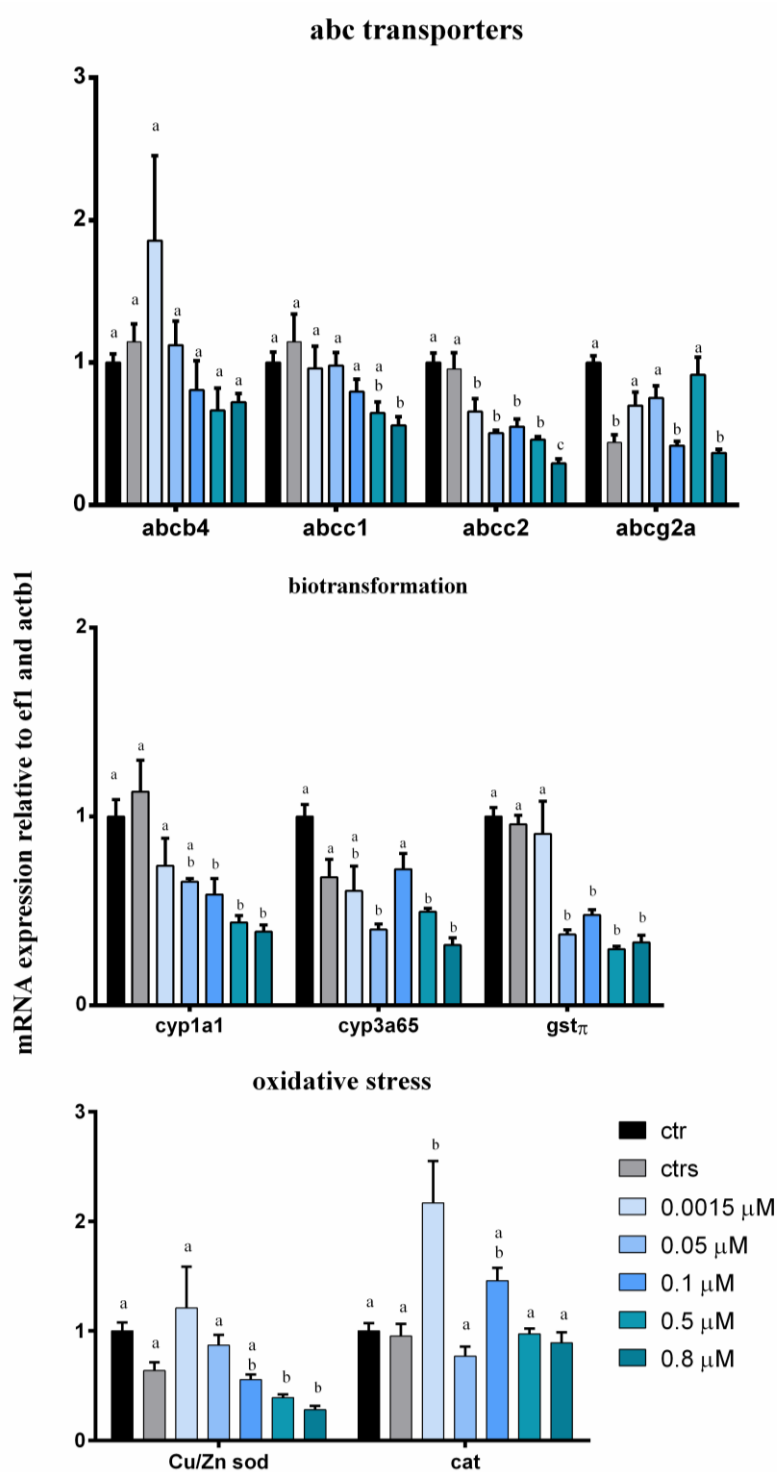 abc transporters
3
2
1
0
a a a a a a a
a a a a a a b b
a a b b b b c
a b a a b a b
abcb4 abcc1 abcc2 abcg2a
mRNA expression relative to ef1 and actb1
biotransformation
2
1
0
a a a a b b b b
a a a b b a b b
a a a b b b b
cyp1a1 cyp3a65 gstπ
oxidative stress
3
2
1
0
a a a a a b b b
a a b a a b a a
Cu/Zn sod cat
ctr
ctrs
0.0015 μM
0.05 μM
0.1 μM
0.5 μM
0.8 μM